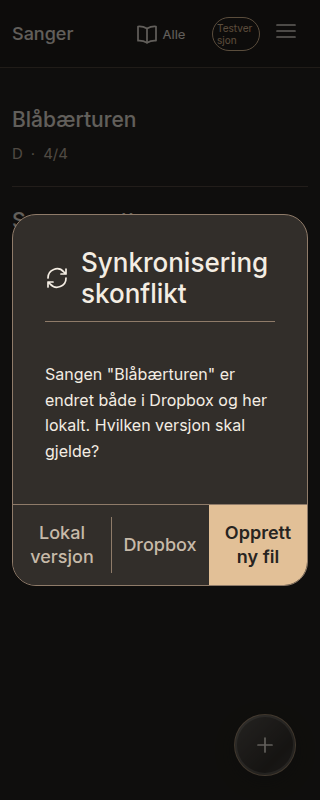 Sanger
Alle
Testver
sjon
Blåbærturen
D · 4/4
Synkronisering
skonflikt
Sangen "Blåbærturen" er
endret både i Dropbox og her
lokalt. Hvilken versjon skal
gjelde?
Lokal
versjon
Dropbox
Opprett
ny fil